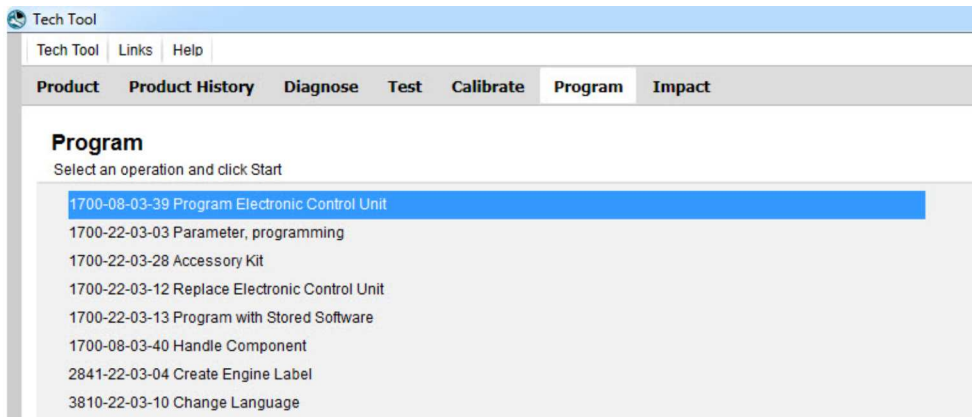 Tech Tool
Tech Tool Links Help
Product Product History Diagnose Test Calibrate Program Impact
Program
Select an operation and click Start
1700-08-03-39 Program Electronic Control Unit
1700-22-03-03 Parameter, programming
1700-22-03-28 Accessory Kit
1700-22-03-12 Replace Electronic Control Unit
1700-22-03-13 Program with Stored Software
1700-08-03-40 Handle Component
2841-22-03-04 Create Engine Label
3810-22-03-10 Change Language